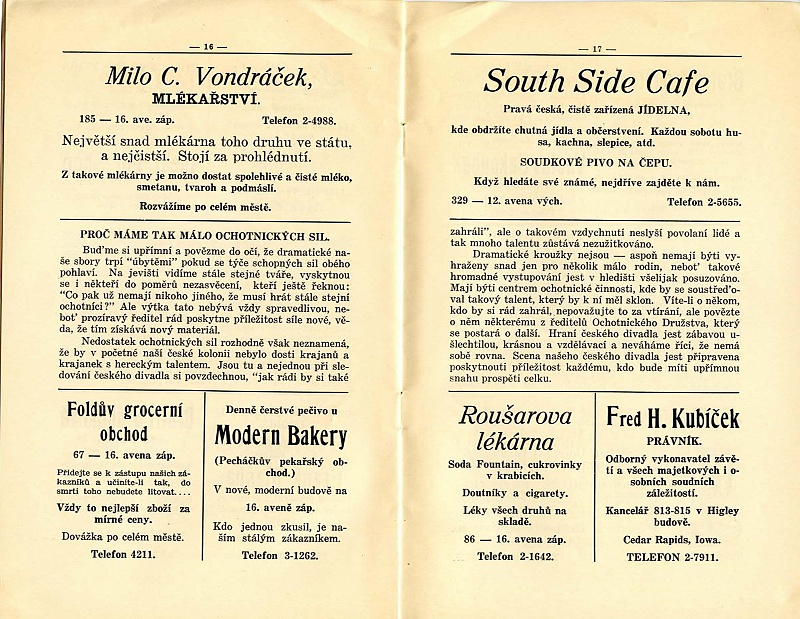 — 16 —
Milo C. Vondráček,
MLÉKAŘSTVÍ.
185 — 16. ave. záp. Telefon 2-4988.
Největší snad mlékárna toho druhu ve státu,
a nejčistší. Stojí za prohlédnutí.
Z takové mlékárny je možno dostat spolehlivé a čisté mléko,
smetanu, tvaroh a podmáslí.
Rozvážíme po celém městě.
PROČ MÁME TAK MÁLO OCHOTNICKÝCH SIL.
Buď'me si upřímní a povězme do očí, že dramatické na-
še sbory trpí "úbytěmi" pokud se týče schopných sil obého
pohlaví. Na jevišti vidíme stále stejné tváře, vyskytnou
se i někteří do poměrů nezasvěcení, kteří ještě řeknou:
"Co pak už nemají nikoho jiného, že musí hrát stále stejní
ochotníci?" Ale výtka tato nebývá vždy spravedlivou, ne-
bot' prozíravý ředitel rád poskytne příležitost síle nové, vě-
da, že tím získává nový materiál.
Nedostatek ochotnických sil rozhodně však neznamená,
že by v početné naší české kolonii nebylo dosti krajanů a
krajanek s hereckým talentem. Jsou tu a nejednou při sle-
dování českého divadla si povzdechnou, "jak rádi by si také
Foldův grocerní
obchod
67 — 16. avena záp.
Přidejte se k zástupu našich zá-
kazníků a učiníte-li tak, do
smrti toho nebudete litovat....
Vždy to nejlepší zboží za
mírné ceny.
Dovážka po celém městě.
Telefon 4211.
Denně čerstvé pečivo u
Modern Bakery
(Pecháčkův pekařský ob-
chod.)
V nové, moderní budově na
16. aveně záp.
Kdo jednou zkusil, je na-
ším stálým zákazníkem.
Telefon 3-1262.
— 17 —
South Side Cafe
Pravá česká, čistě zařízená JÍDELNA,
kde obdržíte chutná jídla a občerstvení. Každou sobotu hu-
sa, kachna, slepice, atd.
SOUDKOVÉ PIVO NA ČEPU.
Když hledáte své známé, nejdříve zajděte k nám.
329 — 12. avena vých. Telefon 2-5655.
zahráli", ale o takovém vzdychnutí neslyší povolaní lidé a
tak mnoho talentu zůstává nezužitkováno.
Dramatické kroužky nejsou — aspoň nemají býti vy-
hraženy snad jen pro několik málo rodin, nebot' takové
hromadné vystupování jest v hledišti všelijak posuzováno.
Mají býti centrem ochotnické činnosti, kde by se soustřed'o-
val takový talent, který by k ní měl sklon. Víte-li o někom,
kdo by si rád zahrál, nepovažujte to za vtírání, ale povězte
o něm některému z ředitelů Ochotnického Družstva, který
se postará o další. Hraní českého divadla jest zábavou u-
šlechtilou, krásnou a vzdělávací a neváháme říci, že nemá
sobě rovna. Scena našeho českého divadla jest připravena
poskytnouti příležitost každému, kdo bude míti upřímnou
snahu prospěti celku.
Roušarova
lékárna
Soda Fountain, cukrovinky
v krabicích.
Doutníky a cigarety.
Léky všech druhů na
skladě.
86 — 16. avena záp.
Telefon 2-1642.
Fred H. Kubíček
PRÁVNÍK.
Odborný vykonavatel závě-
tí a všech majetkových i o-
sobních soudních
záležitostí.
Kancelář 813-815 v Higley
budově.
Cedar Rapids, Iowa.
TELEFON 2-7911.